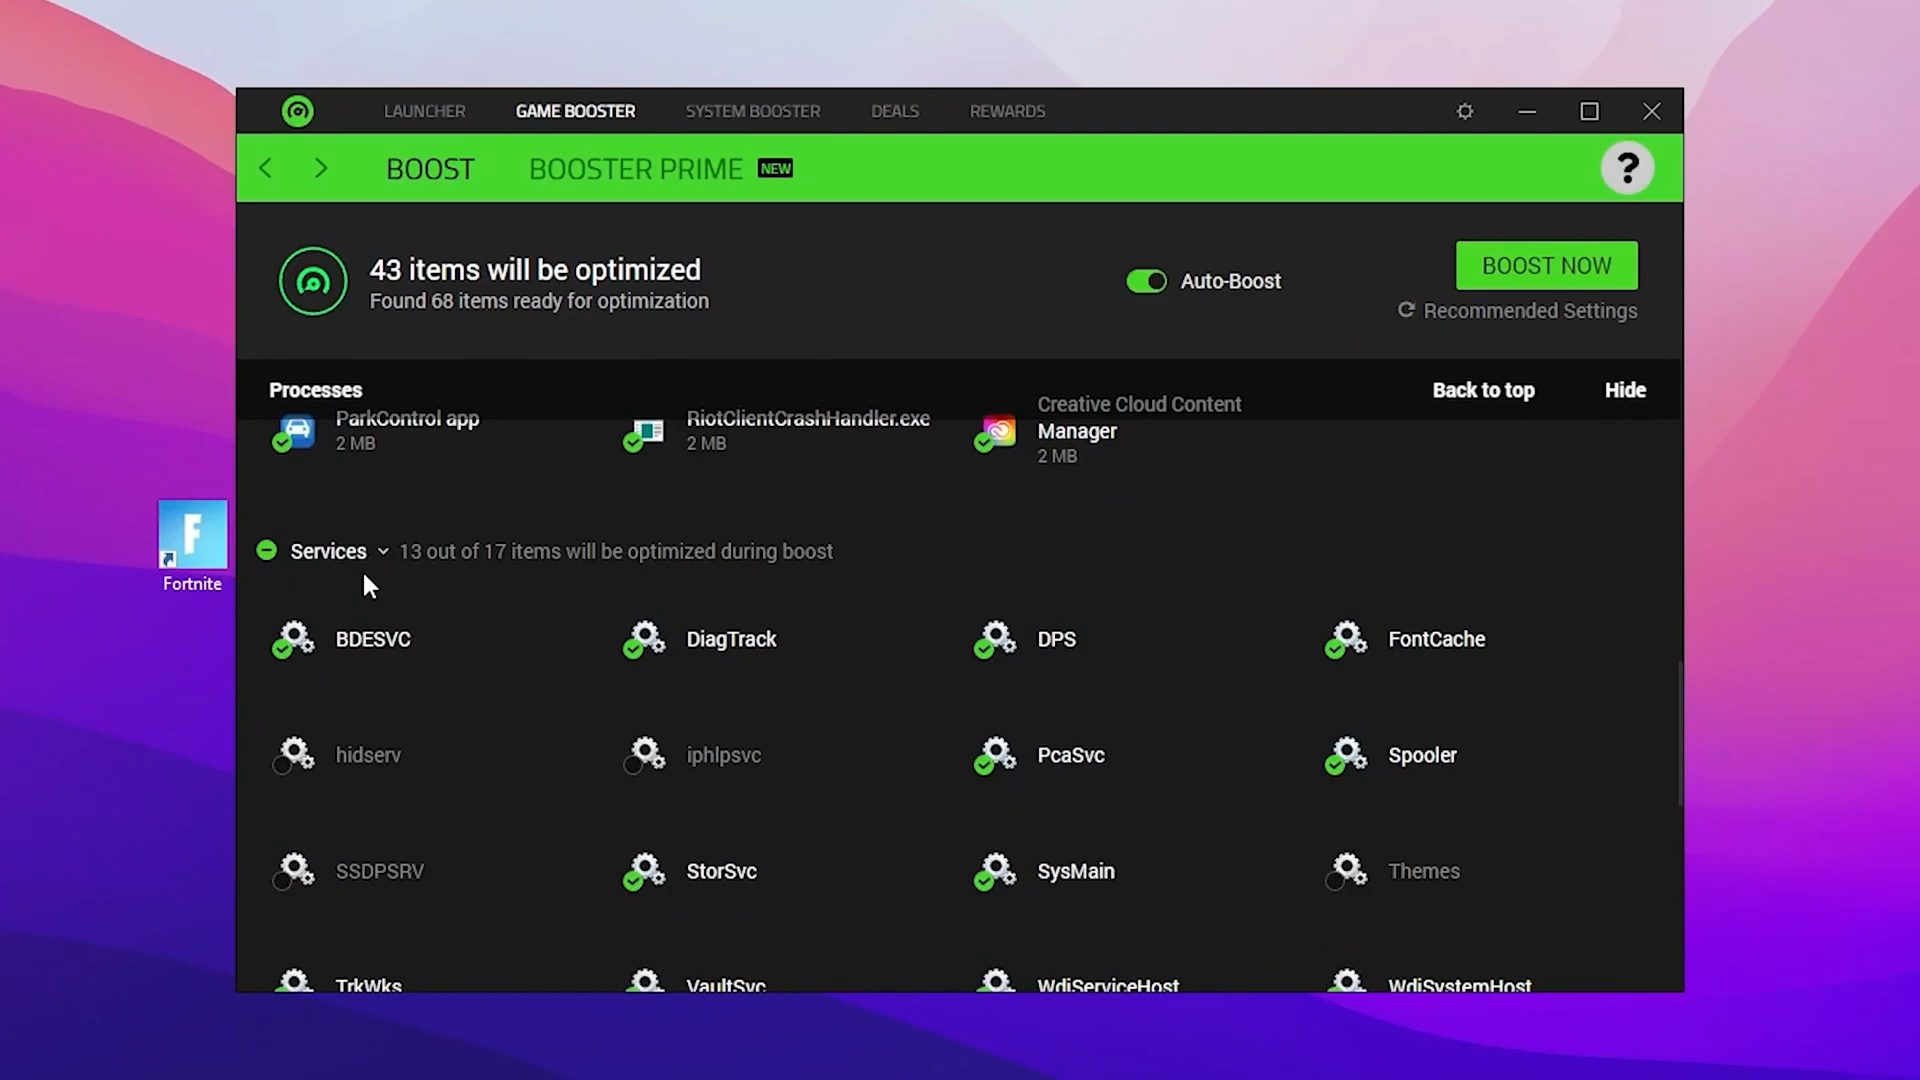 LAUNCHER GAME BOOSTER SYSTEM BOOSTER DEALS REWARDS
BOOST BOOSTER PRIME NEW ?
43 items will be optimized
Found 68 items ready for optimization
Auto-Boost
BOOST NOW
Recommended Settings
Processes Back to top Hide
ParkControl app
2 MB
RiotClientCrashHandler.exe
2 MB
Creative Cloud Content
Manager
2 MB
F
Fortnite
Services 13 out of 17 items will be optimized during boost
BDESVC DiagTrack DPS FontCache
hidserv iphlpsvc PcaSvc Spooler
SSDPSRV StorSvc SysMain Themes
TrkWks VaultSvc WdiServiceHost WdiSystemHost